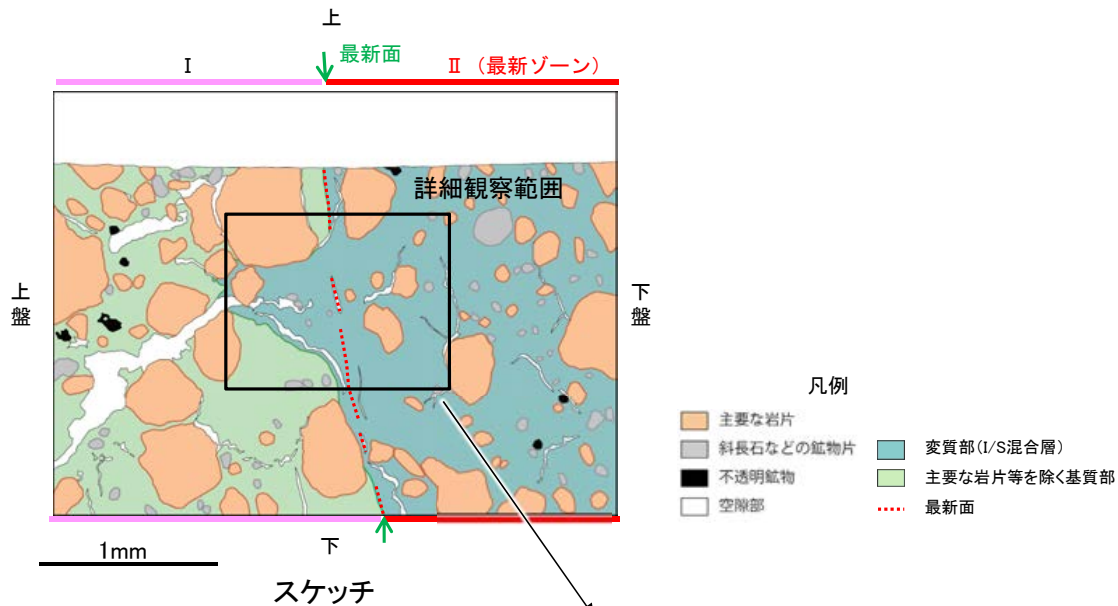 上
最新面
Ⅰ
Ⅱ (最新ゾーン)
詳細観察範囲
上盤
下盤
凡例
主要な岩片
斜長石などの鉱物片
変質部(I/S混合層)
不透明鉱物
主要な岩片等を除く基質部
空隙部
最新面
下
1mm
スケッチ